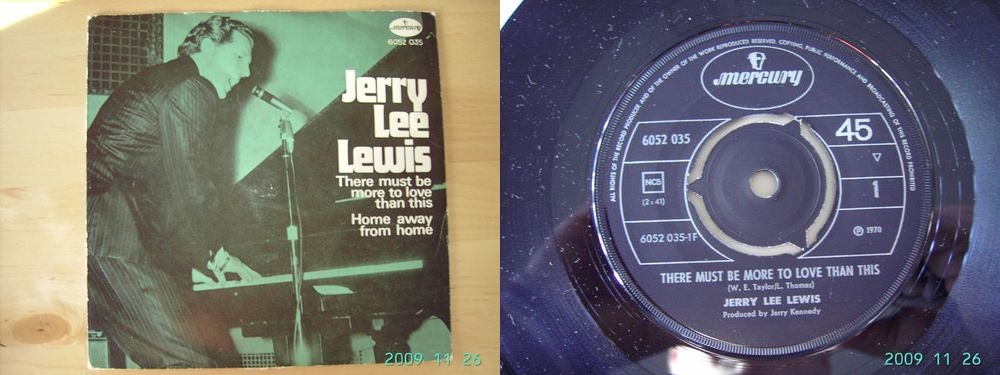 mercury
6052 035
Jerry
Lee
Lewis
There must be
more to love
than this
Home away
from home
2009 11 26
ALL RIGHTS OF THE RECORD PRODUCER AND OF THE OWNER OF THE WORK REPRODUCED RESERVED. COPYING, PUBLIC PERFORMANCE AND BROADCASTING OF THIS RECORD PROHIBITED
mercury
6052 035
45
NCB
(2 x 41)
1
6052 035-1F
℗ 1970
THERE MUST BE MORE TO LOVE THAN THIS
(W. E. Taylor/L. Thomas)
JERRY LEE LEWIS
Produced by Jerry Kennedy
2009 11 26